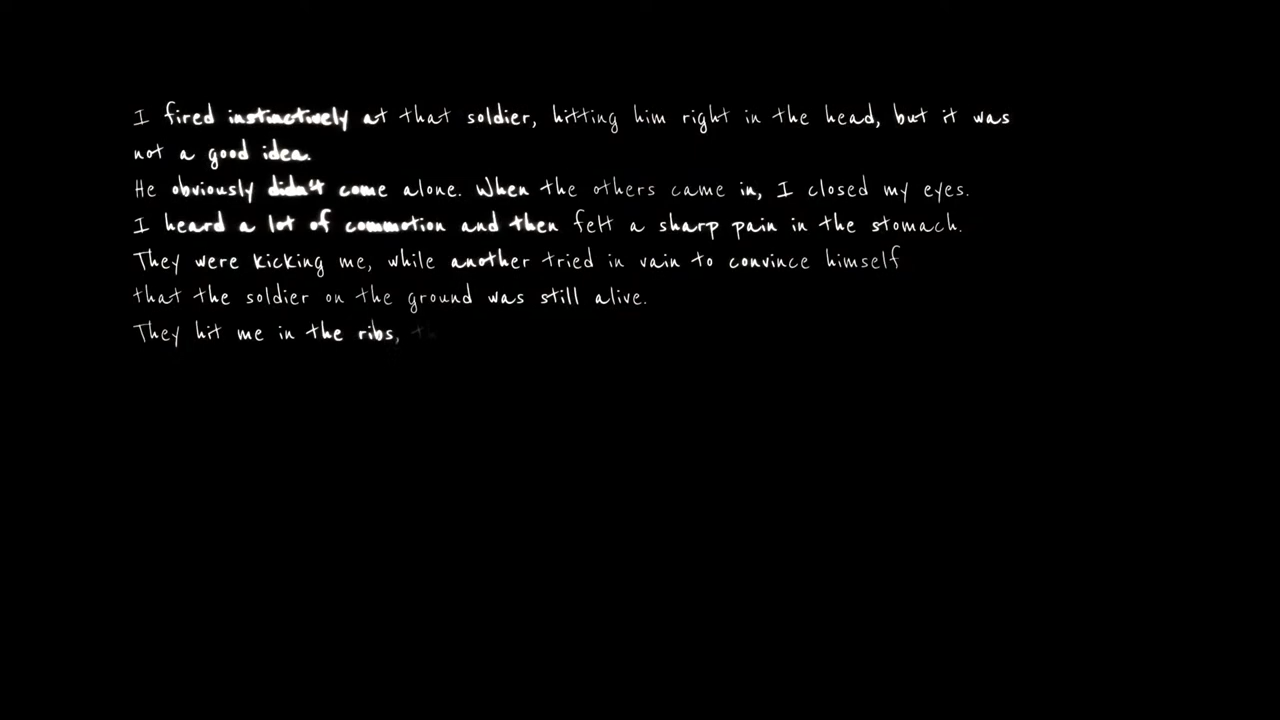 I fired instinctively at that soldier, hitting him right in the head, but it was
not a good idea.
He obviously didn't come alone. When the others came in, I closed my eyes.
I heard a lot of commotion and then felt a sharp pain in the stomach.
They were kicking me, while another tried in vain to convince himself
that the soldier on the ground was still alive.
They hit me in the ribs,